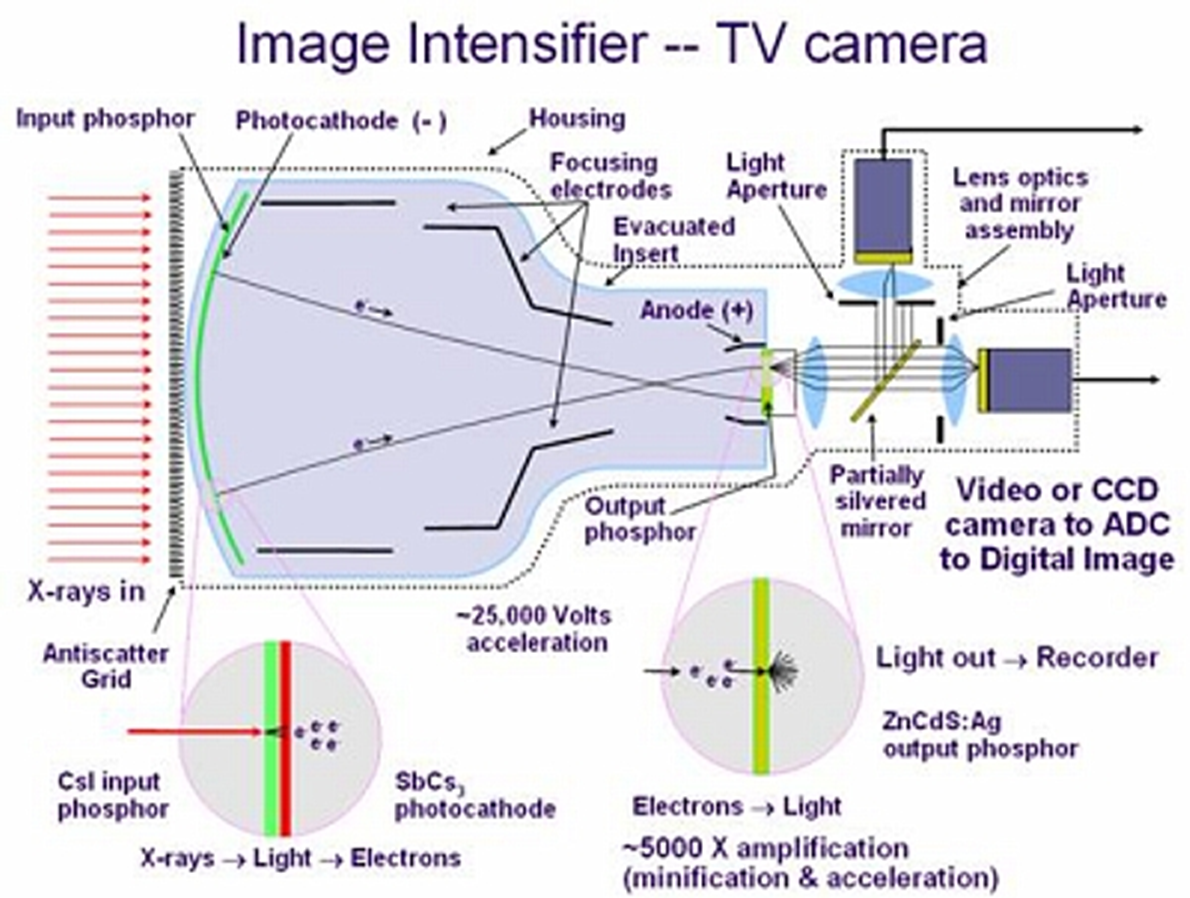 Image Intensifier -- TV camera
Input phosphor
Photocathode (-)
Housing
Focusing
electrodes
Light
Aperture
Lens optics
and mirror
assembly
Evacuated
Insert
Light
Aperture
Anode (+)
e-
e-
Output
phosphor
Partially
silvered
mirror
Video or CCD
camera to ADC
to Digital Image
X-rays in
~25,000 Volts
acceleration
Antiscatter
Grid
Light out → Recorder
e- e- e- e-
e- e- e- e- e-
ZnCdS:Ag
output phosphor
CsI input
phosphor
SbCs₃
photocathode
Electrons → Light
X-rays → Light → Electrons
~5000 X amplification
(minification & acceleration)